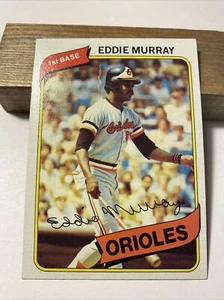 1st BASE
EDDIE MURRAY
Orioles
Eddie Murray
ORIOLES